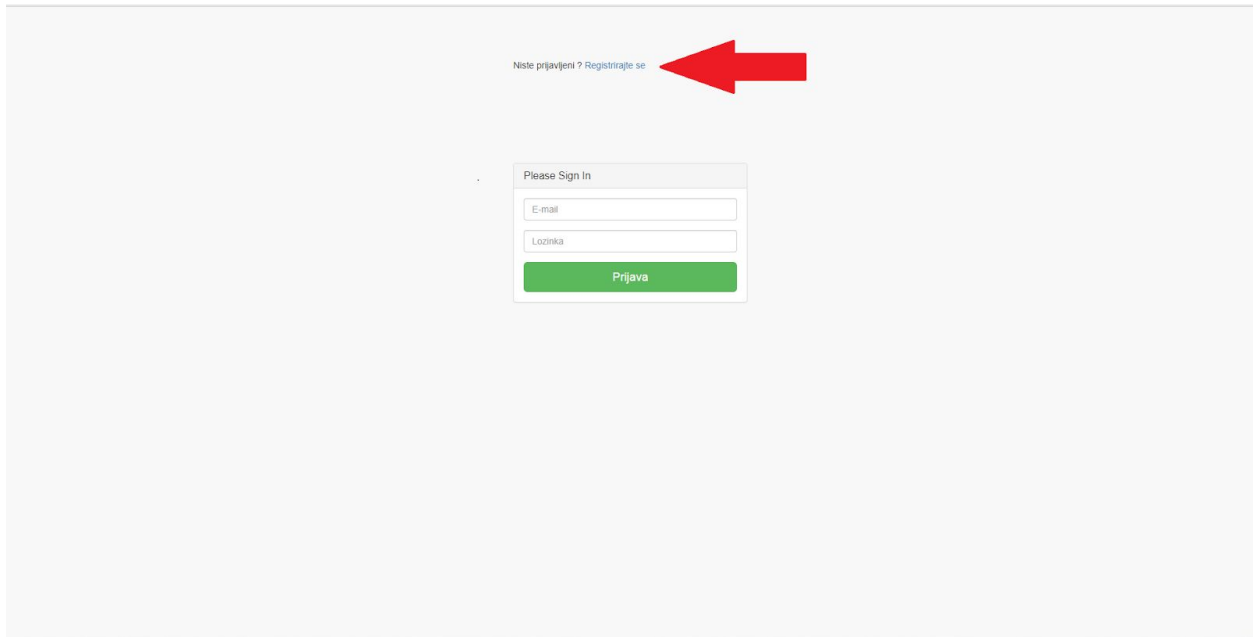 Niste prijavljeni ? Registrirajte se
.
Please Sign In
E-mail
Lozinka
Prijava